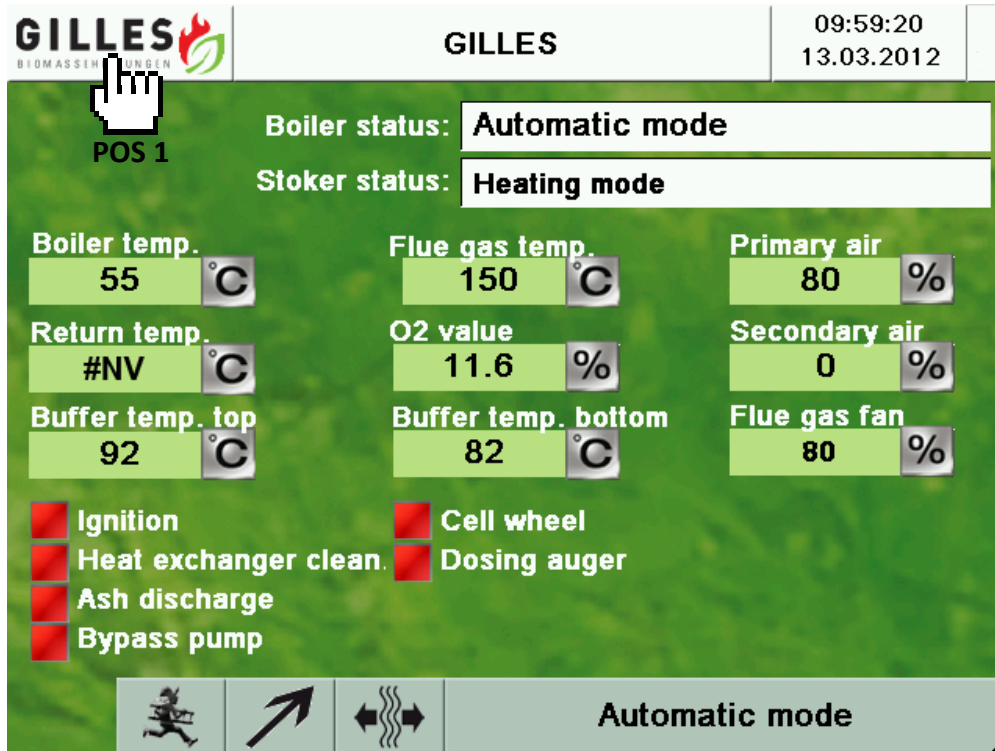 GILLES
GILLES
09:59:20
13.03.2012
POS 1
Boiler status: Automatic mode
Stoker status: Heating mode
Boiler temp. Flue gas temp. Primary air
55 °C 150 °C 80 %
Return temp. O2 value Secondary air
#NV °C 11.6 % 0 %
Buffer temp. top Buffer temp. bottom Flue gas fan
92 °C 82 °C 80 %
Ignition Cell wheel
Heat exchanger clean. Dosing auger
Ash discharge
Bypass pump
Automatic mode